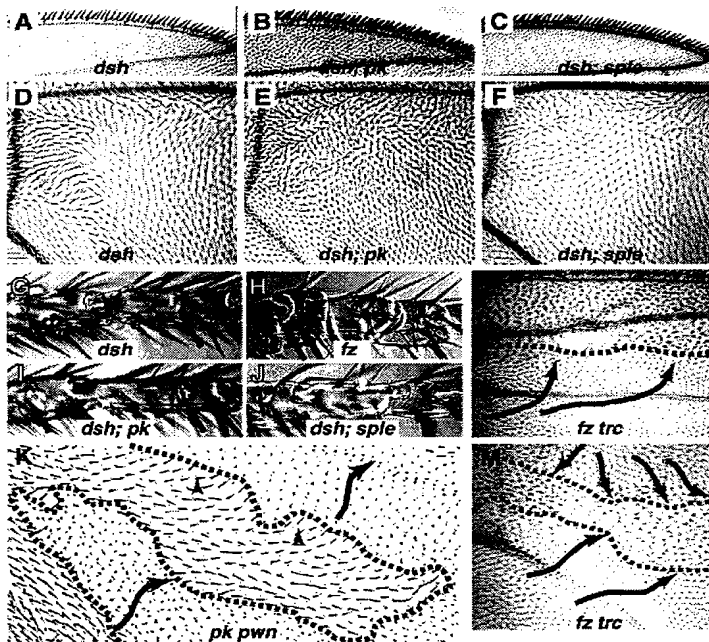 A
dsh
B
dsh; pk
C
dsh; sple
D
dsh
E
dsh; pk
F
dsh; sple
G
dsh
H
fz
I
dsh; pk
J
dsh; sple
fz trc
K
pk pwn
M
fz trc